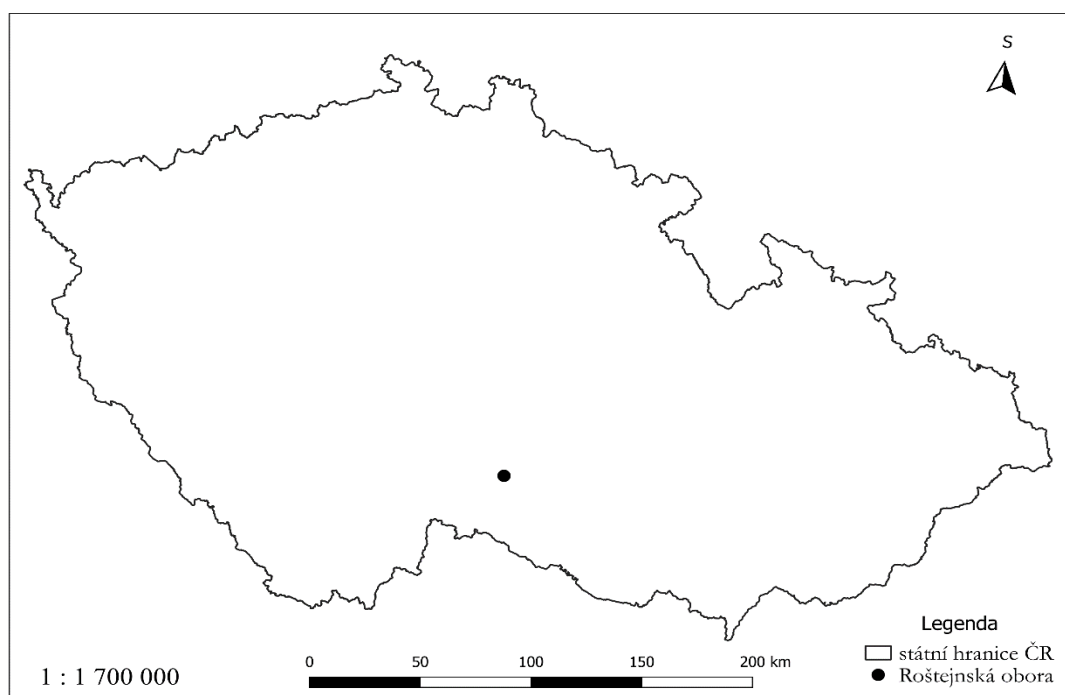 S
Legenda
státní hranice ČR
Roštejnská obora
1 : 1 700 000
0 50 100 150 200 km